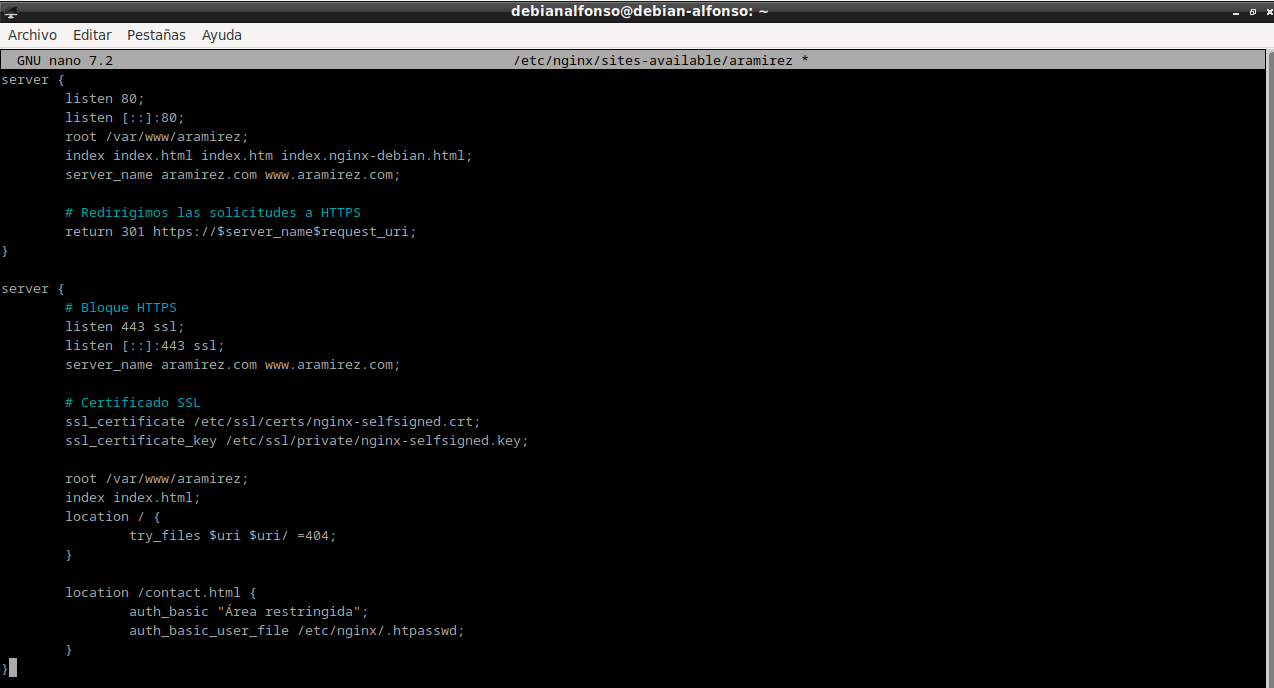 debianalfonso@debian-alfonso: ~
Archivo Editar Pestañas Ayuda
GNU nano 7.2 /etc/nginx/sites-available/aramirez *
server {
        listen 80;
        listen [::]:80;
        root /var/www/aramirez;
        index index.html index.htm index.nginx-debian.html;
        server_name aramirez.com www.aramirez.com;

        # Redirigimos las solicitudes a HTTPS
        return 301 https://$server_name$request_uri;
}

server {
        # Bloque HTTPS
        listen 443 ssl;
        listen [::]:443 ssl;
        server_name aramirez.com www.aramirez.com;

        # Certificado SSL
        ssl_certificate /etc/ssl/certs/nginx-selfsigned.crt;
        ssl_certificate_key /etc/ssl/private/nginx-selfsigned.key;

        root /var/www/aramirez;
        index index.html;
        location / {
                try_files $uri $uri/ =404;
        }

        location /contact.html {
                auth_basic "Área restringida";
                auth_basic_user_file /etc/nginx/.htpasswd;
        }
}